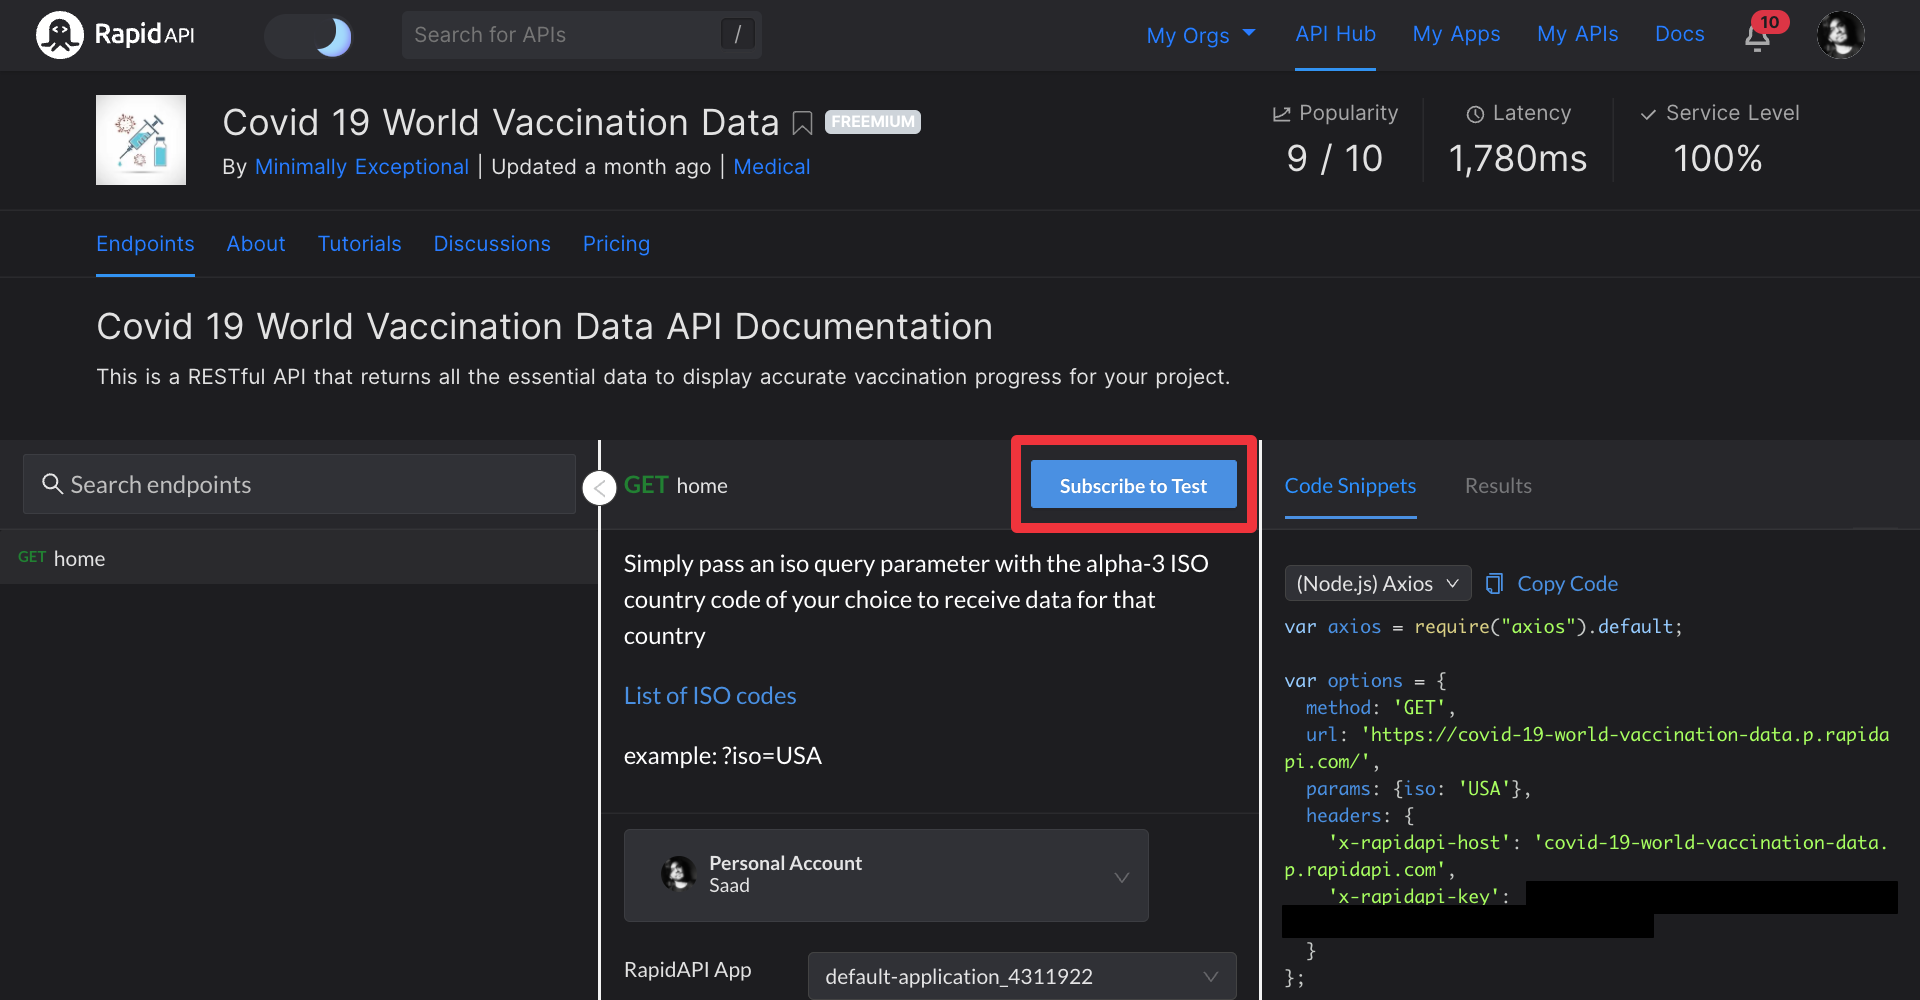 RapidAPI
Search for APIs /
My Orgs API Hub My Apps My APIs Docs 10
Covid 19 World Vaccination Data FREEMIUM
By Minimally Exceptional | Updated a month ago | Medical
Popularity
9 / 10
Latency
1,780ms
Service Level
100%
Endpoints About Tutorials Discussions Pricing
Covid 19 World Vaccination Data API Documentation
This is a RESTful API that returns all the essential data to display accurate vaccination progress for your project.
Search endpoints
GET home
GET home
Subscribe to Test
Simply pass an iso query parameter with the alpha-3 ISO
country code of your choice to receive data for that
country
List of ISO codes
example: ?iso=USA
Personal Account
Saad
RapidAPI App
default-application_4311922
Code Snippets Results
(Node.js) Axios Copy Code
var axios = require("axios").default;
var options = {
method: 'GET',
url: 'https://covid-19-world-vaccination-data.p.rapida
pi.com/',
params: {iso: 'USA'},
headers: {
'x-rapidapi-host': 'covid-19-world-vaccination-data.
p.rapidapi.com',
'x-rapidapi-key':
}
};